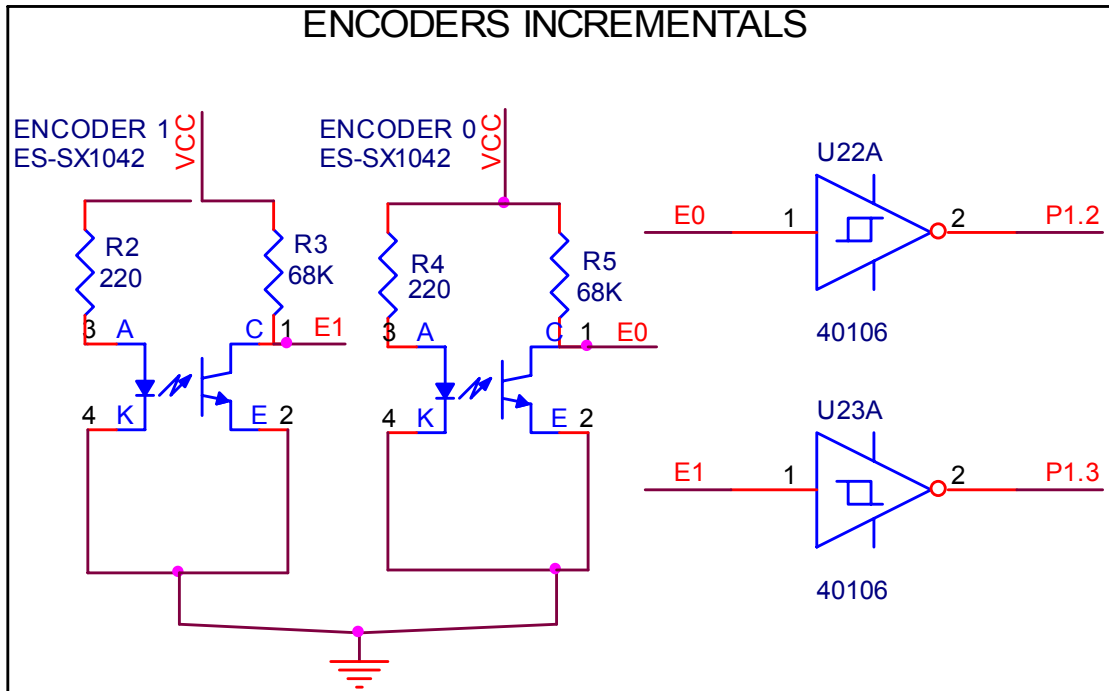 ENCODERS INCREMENTALS
ENCODER 1
ES-SX1042
VCC
R2
220
R3
68K
3
A
C
1
E1
4
K
E
2
ENCODER 0
ES-SX1042
VCC
R4
220
R5
68K
3
A
C
1
E0
4
K
E
2
U22A
E0
1
2
P1.2
40106
U23A
E1
1
2
P1.3
40106